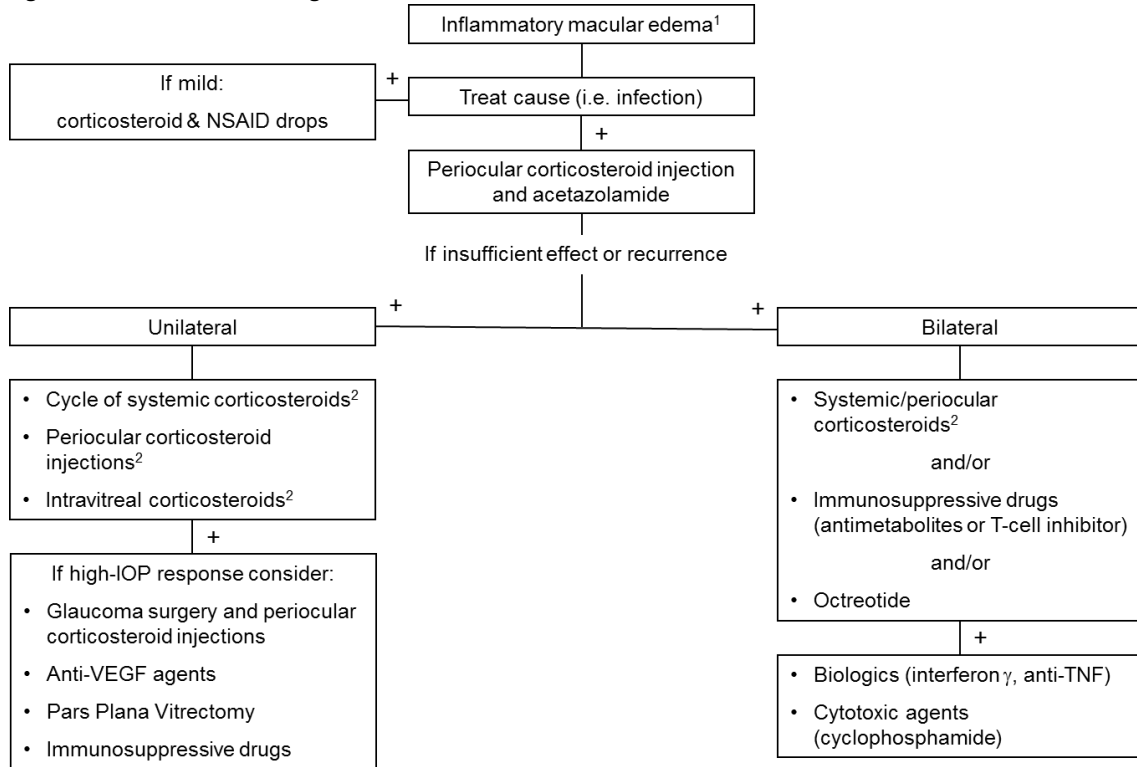 Inflammatory macular edema¹
If mild:
corticosteroid & NSAID drops
+
Treat cause (i.e. infection)
+
Periocular corticosteroid injection
and acetazolamide
If insufficient effect or recurrence
+
+
Unilateral
Bilateral
• Cycle of systemic corticosteroids²
• Periocular corticosteroid
injections²
• Intravitreal corticosteroids²
+
If high-IOP response consider:
• Glaucoma surgery and periocular
corticosteroid injections
• Anti-VEGF agents
• Pars Plana Vitrectomy
• Immunosuppressive drugs
• Systemic/periocular
corticosteroids²
and/or
• Immunosuppressive drugs
(antimetabolites or T-cell inhibitor)
and/or
• Octreotide
+
• Biologics (interferon γ, anti-TNF)
• Cytotoxic agents
(cyclophosphamide)